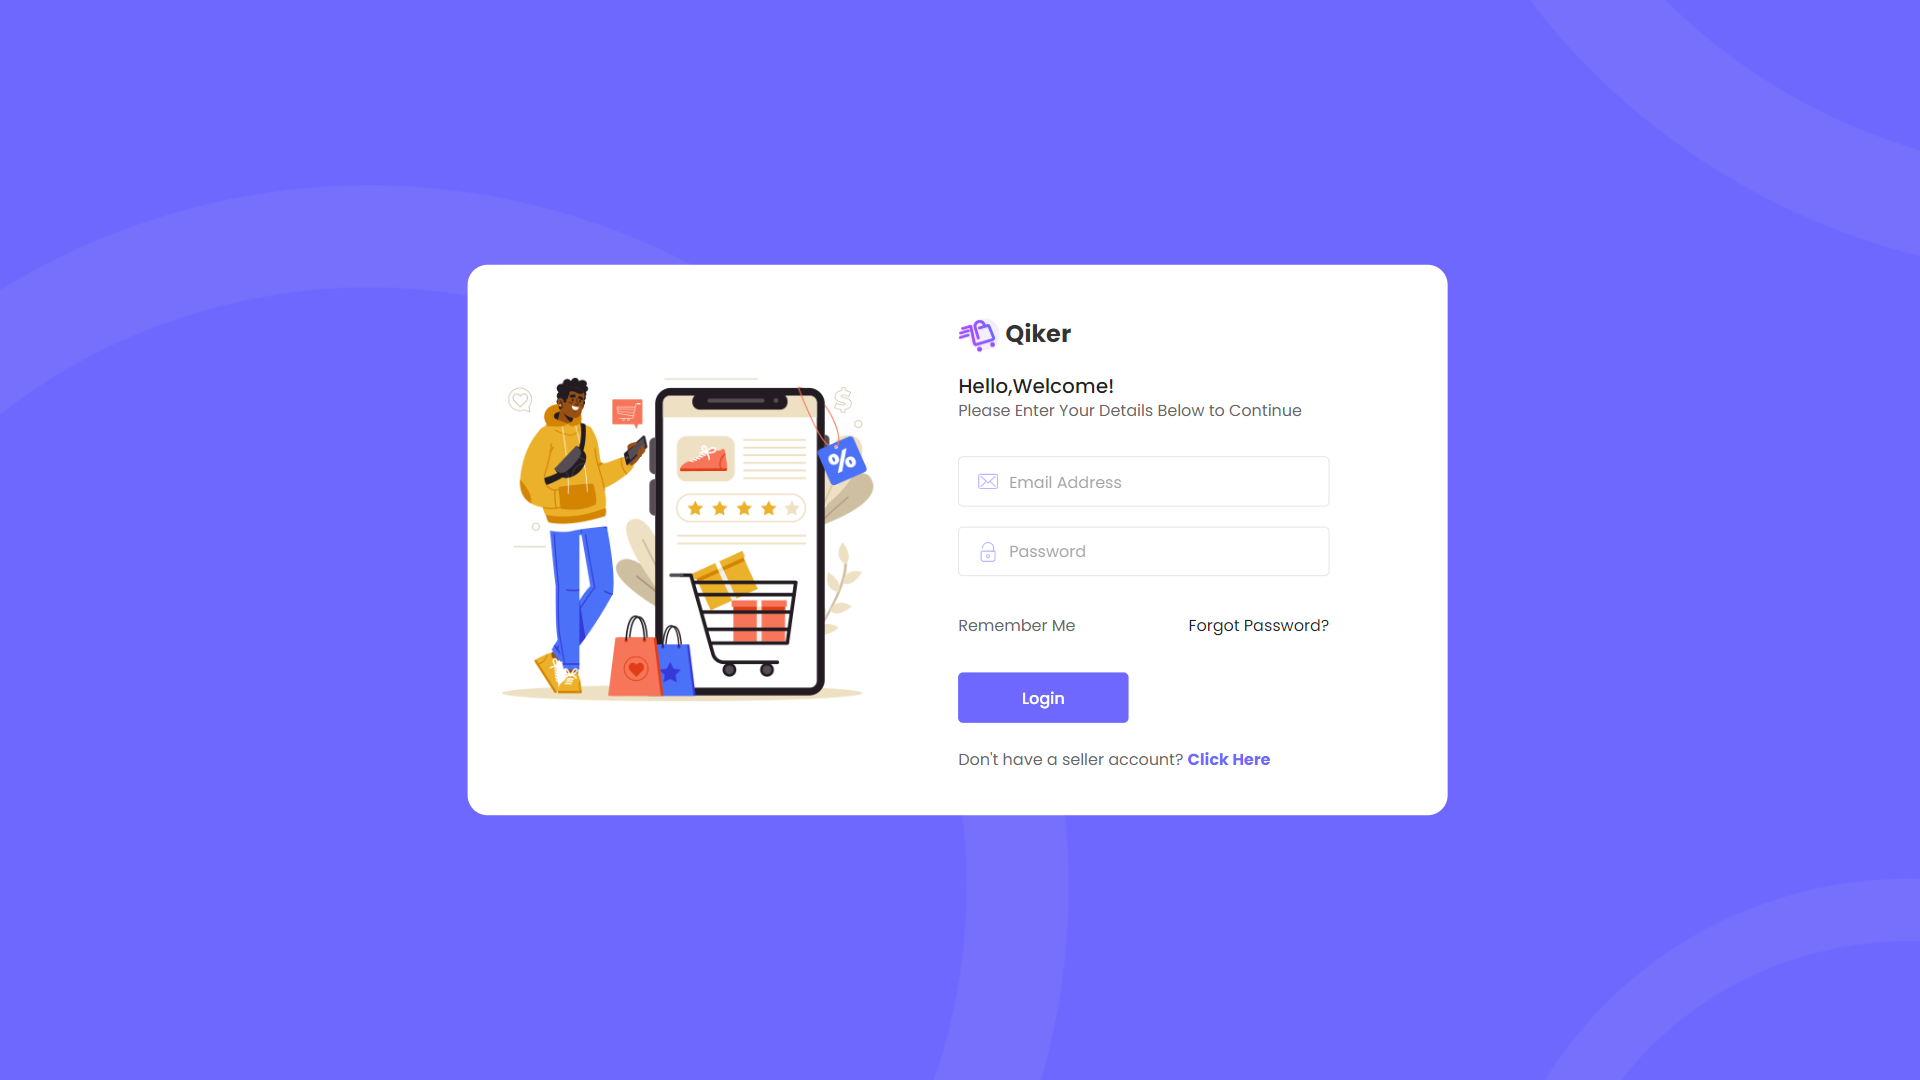 Qiker
Hello,Welcome!
Please Enter Your Details Below to Continue
Email Address
Password
Remember Me
Forgot Password?
Login
Don't have a seller account? Click Here
$
%